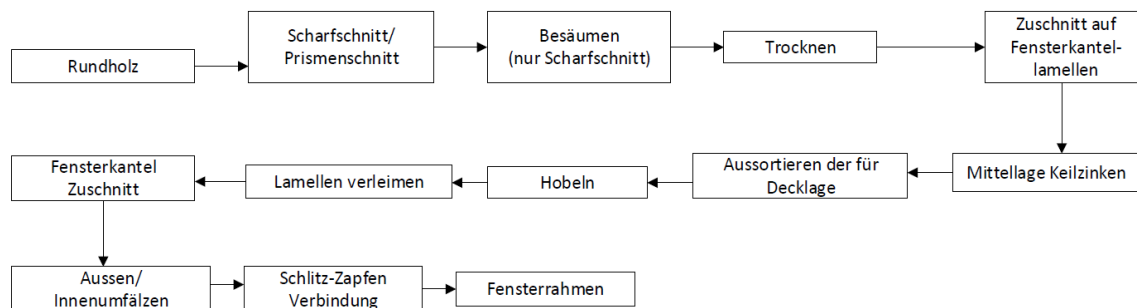 Rundholz
Scharfschnitt/
Prismenschnitt
Besäumen
(nur Scharfschnitt)
Trocknen
Zuschnitt auf
Fensterkantel-
lamellen
Mittellage Keilzinken
Aussortieren der für
Decklage
Hobeln
Lamellen verleimen
Fensterkantel
Zuschnitt
Aussen/
Innenumfälzen
Schlitz-Zapfen
Verbindung
Fensterrahmen